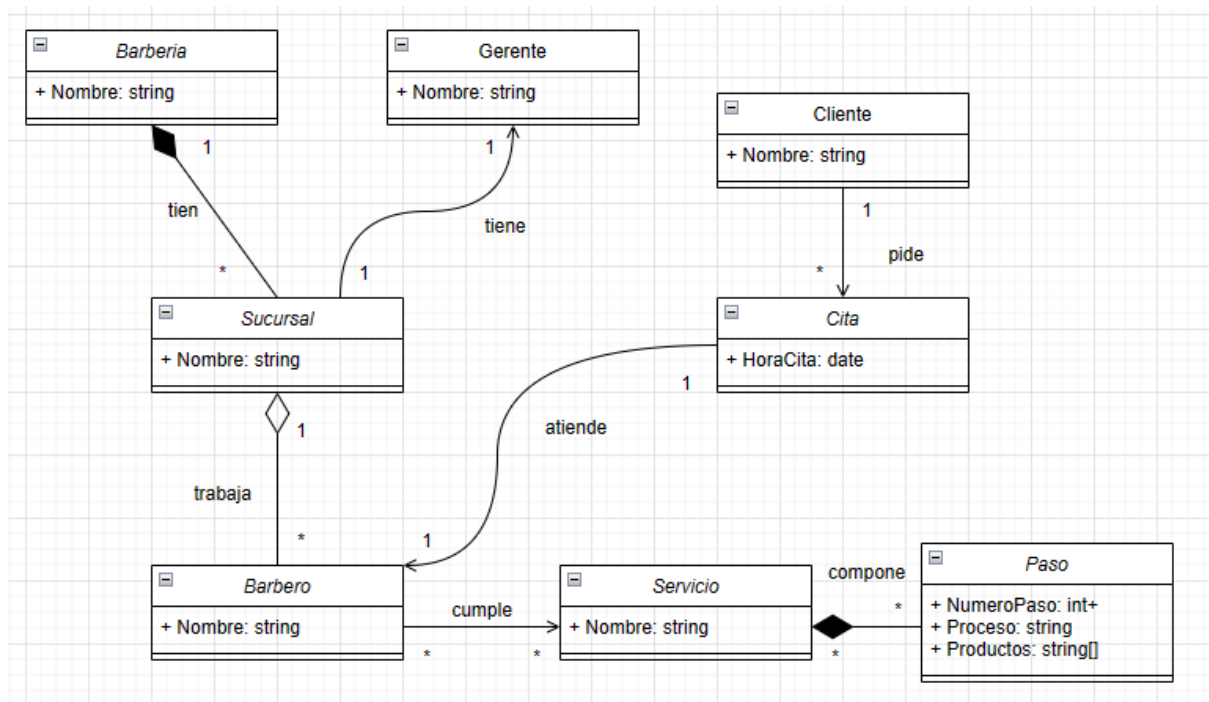 Barberia
+ Nombre: string
Gerente
+ Nombre: string
Cliente
+ Nombre: string
1
1
tien
tiene
*
1
1
pide
*
Sucursal
+ Nombre: string
Cita
+ HoraCita: date
1
1
atiende
trabaja
*
1
Barbero
+ Nombre: string
cumple
*
*
Servicio
+ Nombre: string
compone
*
*
Paso
+ NumeroPaso: int+
+ Proceso: string
+ Productos: string[]